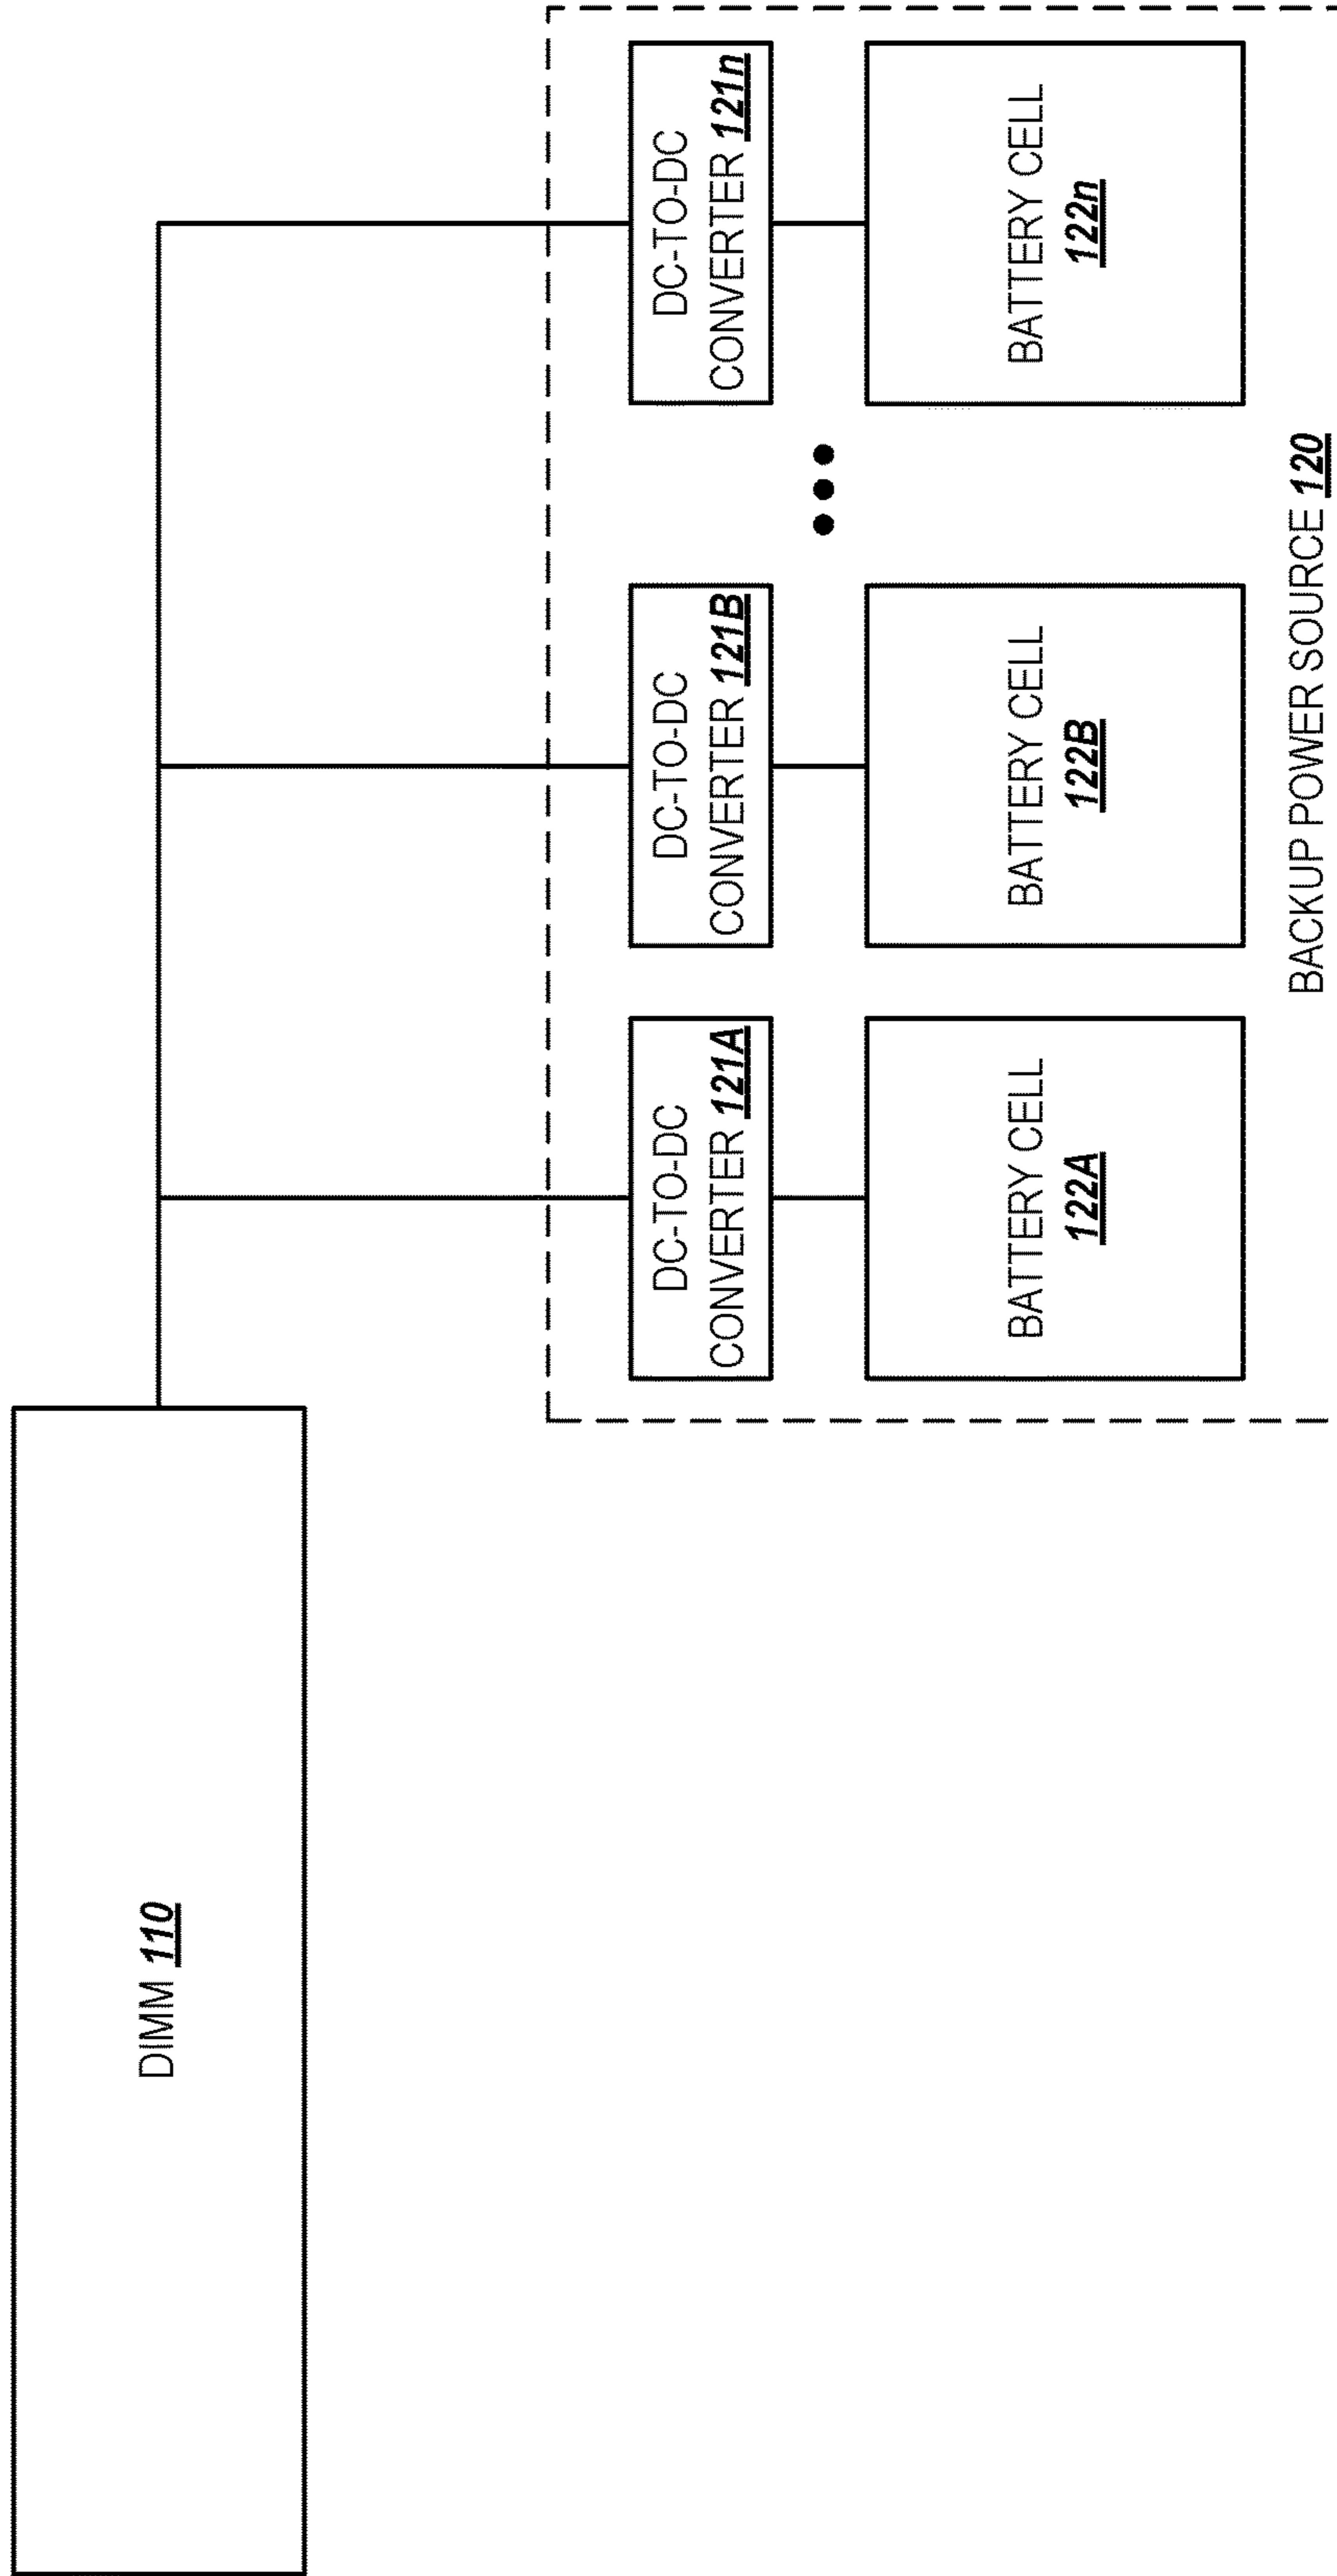 DIMM 110
DC-TO-DC
CONVERTER 121A
DC-TO-DC
CONVERTER 121B
DC-TO-DC
CONVERTER 121n
BATTERY CELL
122A
BATTERY CELL
122B
BATTERY CELL
122n
BACKUP POWER SOURCE 120